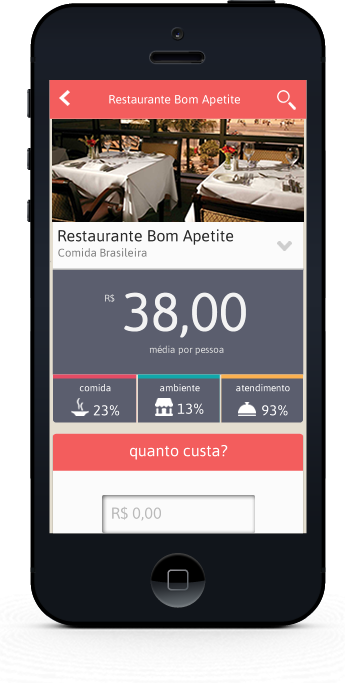 Restaurante Bom Apetite
Restaurante Bom Apetite
Comida Brasileira
R$ 38,00
média por pessoa
comida ambiente atendimento
23% 13% 93%
quanto custa?
R$ 0,00